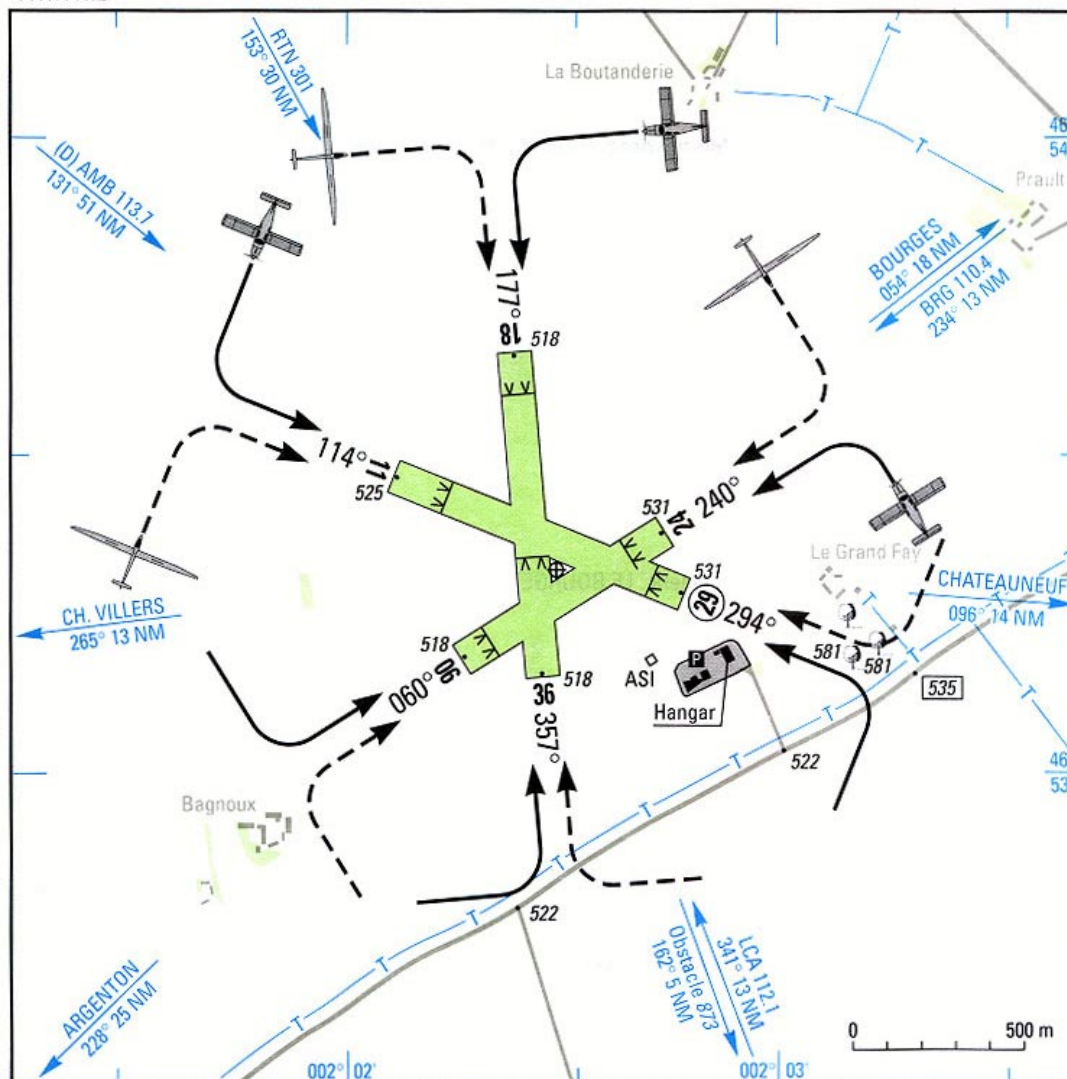 RTN 301
153° 30 NM
La Boutanderie
46
54
(D) AMB 113.7
131° 51 NM
Prault
BOURGES
054° 18 NM
BRG 110.4
234° 13 NM
177°
18
518
114°
11
525
531
24
240°
Le Grand Fay
531
29
294°
CHATEAUNEUF
096° 14 NM
CH. VILLERS
265° 13 NM
581
581
518
06
060°
36
518
357°
ASI
P
Hangar
535
522
46
53
Bagnoux
522
T
T
T
T
T
T
T
T
T
T
T
ARGENTON
228° 25 NM
LCA 112.1
341° 13 NM
Obstacle 873
162° 5 NM
0
500 m
002° 02'
002° 03'